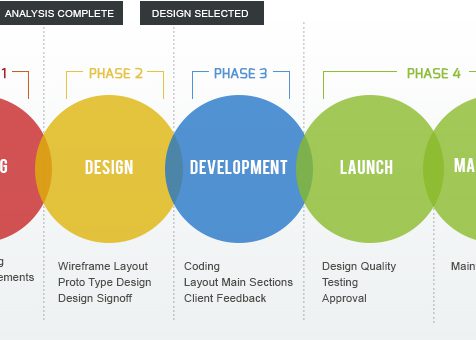 ANALYSIS COMPLETE
DESIGN SELECTED
1
PHASE 2
PHASE 3
PHASE 4
G
DESIGN
DEVELOPMENT
LAUNCH
MA
g
ements
Wireframe Layout
Proto Type Design
Design Signoff
Coding
Layout Main Sections
Client Feedback
Design Quality
Testing
Approval
Main